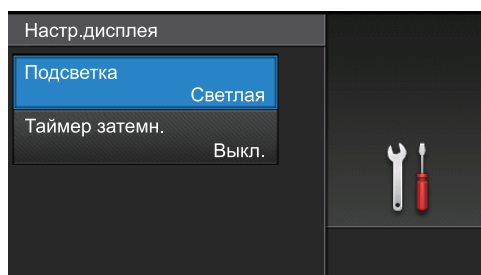 Настр.дисплея
Подсветка
Светлая
Таймер затемн.
Выкл.